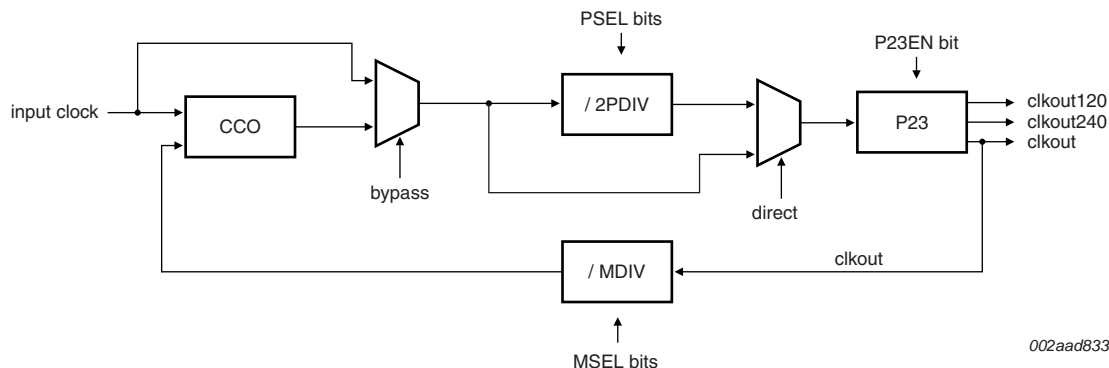 PSEL bits
P23EN bit
input clock
CCO
/ 2PDIV
P23
clkout120
clkout240
clkout
bypass
direct
clkout
/ MDIV
MSEL bits
002aad833